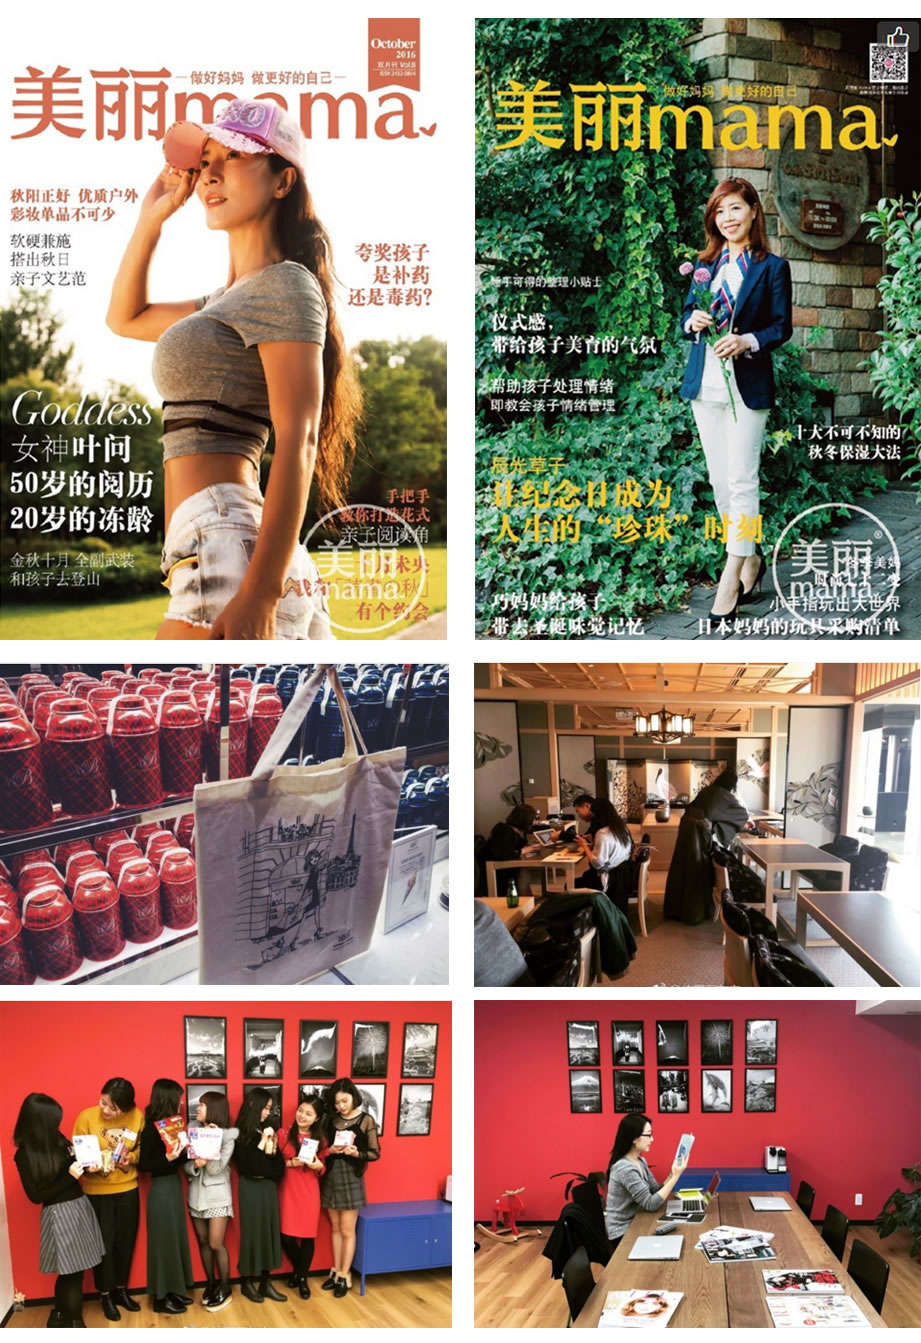 October
2016
双月刊 Vol.8
美丽mama
做好妈妈 做更好的自己
秋阳正好 优质户外
彩妆单品不可少
软硬兼施
搭出秋日
亲子文艺范
夸奖孩子
是补药
还是毒药?
Goddess
女神叶问
50岁的阅历
20岁的冻龄
金秋十月 全副武装
和孩子去登山
手把手
教你打造花式
亲子阅读角
有个约会
美丽
mama
美丽mama
做好妈妈 做更好的自己
随手可得的整理小贴士
仪式感,
带给孩子美育的气氛
帮助孩子处理情绪
即教会孩子情绪管理
十大不可不知的
秋冬保湿大法
辰光草子
让纪念日成为
人生的“珍珠”时刻
美丽®
mama
巧妈妈给孩子
带去圣诞味觉记忆
小手指玩出大世界
日本妈妈的玩具采购清单